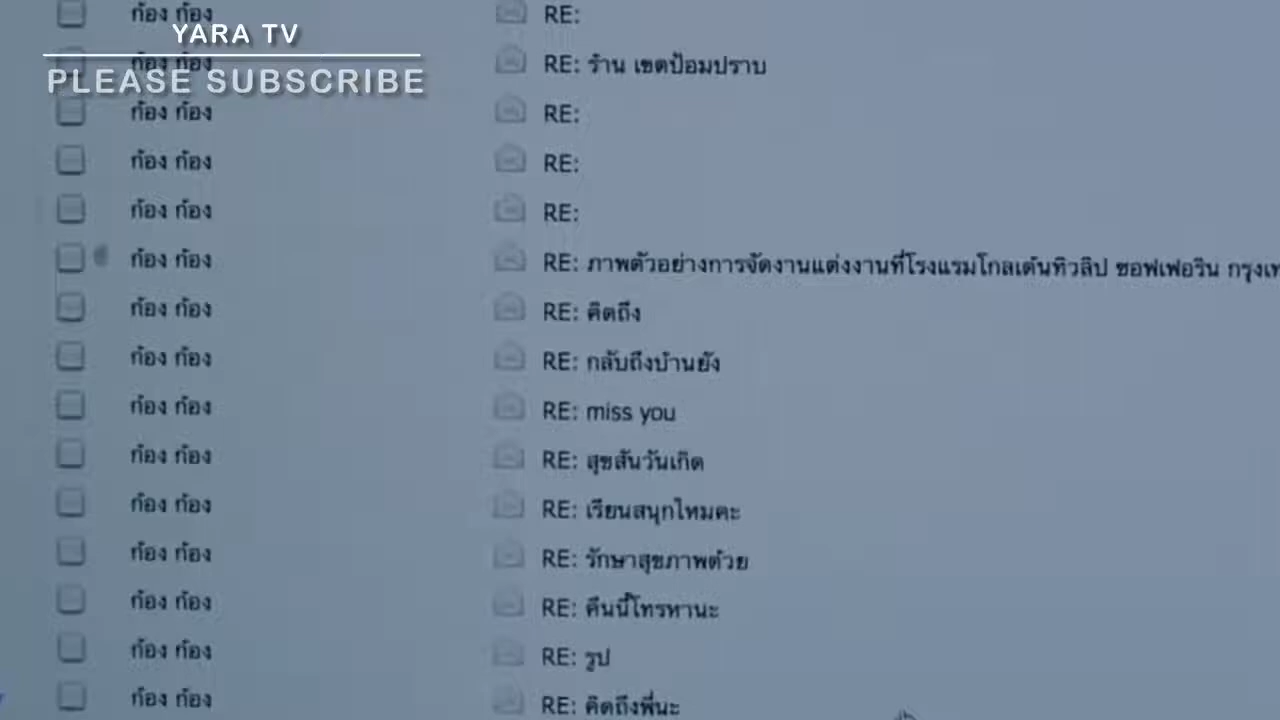 ก้อง ก้อง RE:
YARA TV
ก้อง ก้อง RE: ร้าน เขตป้อมปราบ
PLEASE SUBSCRIBE
ก้อง ก้อง RE:
ก้อง ก้อง RE:
ก้อง ก้อง RE:
ก้อง ก้อง RE: ภาพตัวอย่างการจัดงานแต่งงานที่โรงแรมโกลเด้นทิวลิป ซอฟเฟอริน กรุงเท
ก้อง ก้อง RE: คิดถึง
ก้อง ก้อง RE: กลับถึงบ้านยัง
ก้อง ก้อง RE: miss you
ก้อง ก้อง RE: สุขสันวันเกิด
ก้อง ก้อง RE: เรียนสนุกไหมคะ
ก้อง ก้อง RE: รักษาสุขภาพด้วย
ก้อง ก้อง RE: คืนนี้โทรหานะ
ก้อง ก้อง RE: รูป
ก้อง ก้อง RE: คิดถึงพี่นะ